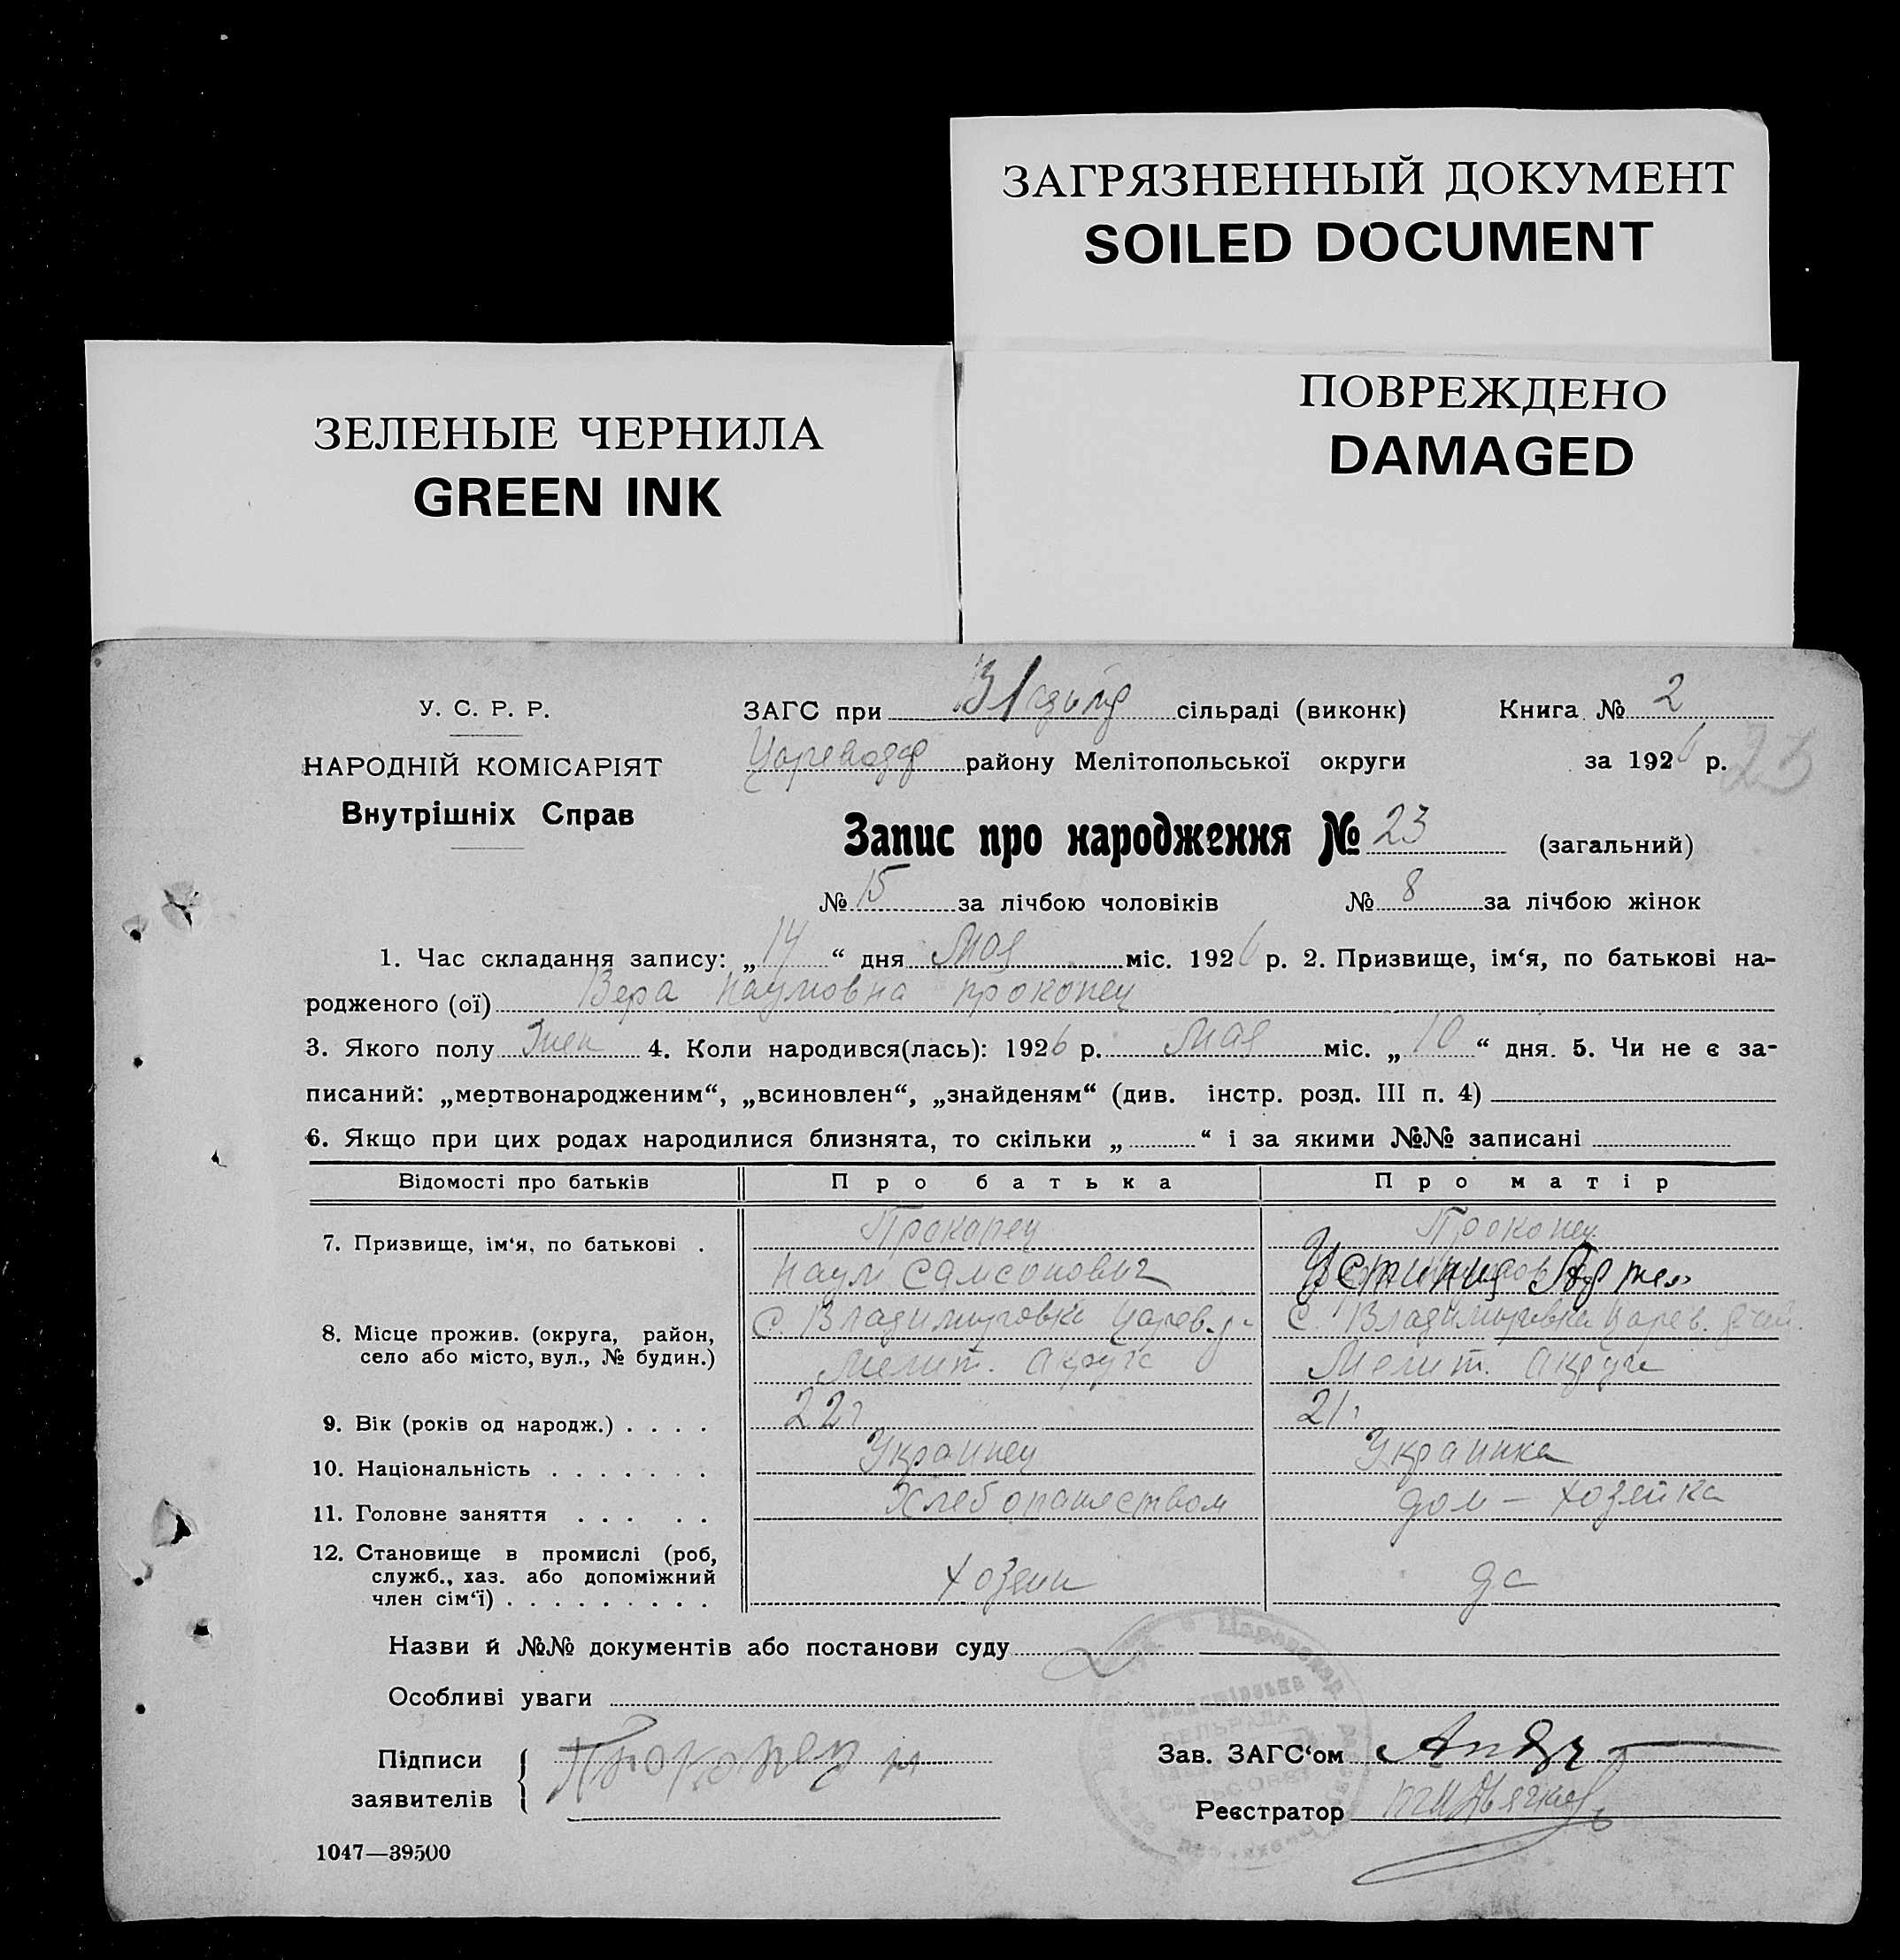 ЗАГРЯЗНЕННЫЙ ДОКУМЕНТ
SOILED DOCUMENT
ПОВРЕЖДЕНО
DAMAGED
ЗЕЛЕНЫЕ ЧЕРНИЛА
GREEN INK
У. С. Р. Р.
НАРОДНІЙ КОМІСАРІЯТ
Внутрішніх Справ
ЗАГС при сільраді (виконк) Книга № 2
району Мелітопольської округи за 1926 р. 23
Запис про народження № 23 (загальний)
№ 15 за лічбою чоловіків № 8 за лічбою жінок
1. Час складання запису: „14“ дня мая міс. 1926 р. 2. Призвище, ім‘я, по батькові на-
родженого (ої) Вера Наумовна Прокопец
3. Якого полу жен 4. Коли народився(лась): 1926 р. мая міс. „10“ дня. 5. Чи не є за-
писаний: „мертвонародженим“, „всиновлен“, „знайденям“ (див. інстр. розд. III п. 4)
6. Якщо при цих родах народилися близнята, то скільки „ “ і за якими №№ записані
Відомості про батьків Про батька Про матір
7. Призвище, ім‘я, по батькові . Прокопец Прокопец
Наум Самсонович Устиния
8. Місце прожив. (округа, район, с. Владимировке Царев. с. Владимировка Царев.
село або місто, вул., № будин.) Мелит. округа Мелит. округа
9. Вік (років од народж.) . . . . 22 г 21 г
10. Національність . . . . . . . Украинец Украинка
11. Головне заняття . . . . . Хлебопашеством дом - хозейка
12. Становище в промислі (роб,
служб., хаз. або допоміжний хозеин
член сім‘ї) . . . . . . . . .
Назви й №№ документів або постанови суду
Особливі уваги
Підписи Прокопец Н Зав. ЗАГС‘ом
заявителів Реєстратор
1047—39500